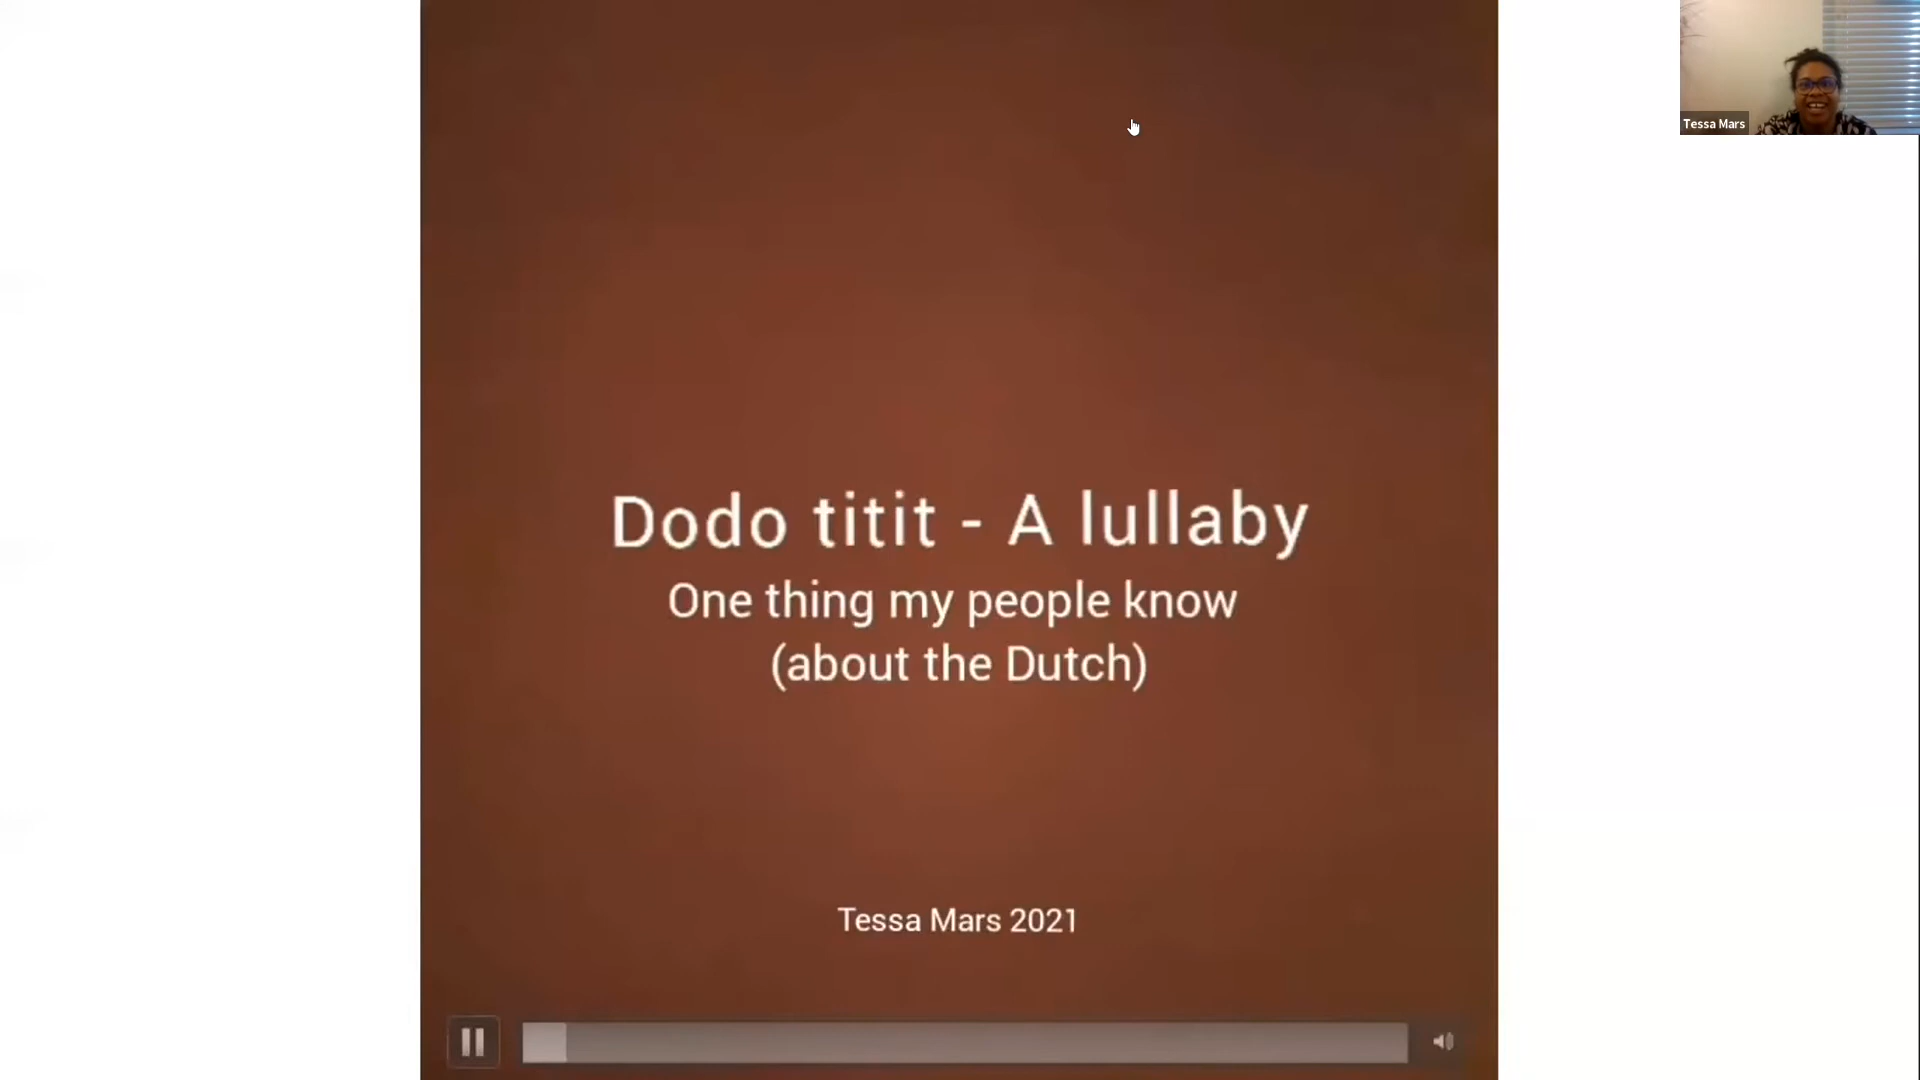 Dodo titit - A lullaby
One thing my people know
(about the Dutch)
Tessa Mars 2021
Tessa Mars